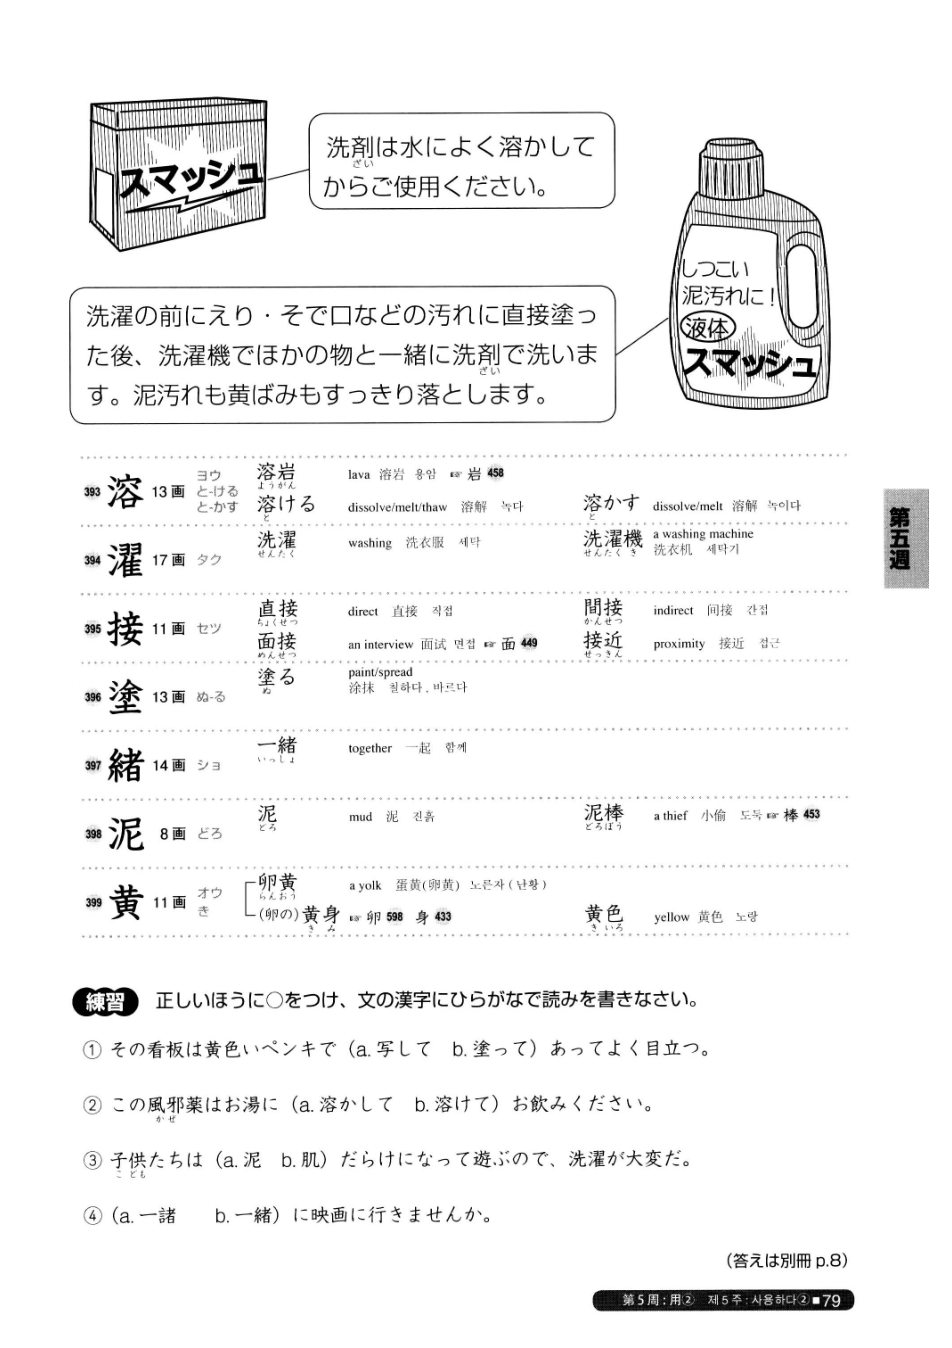 スマッシュ
洗剤は水によく溶かして
ざい
からご使用ください。
しつこい
泥汚れに！
液体
スマッシュ
洗濯の前にえり・そで口などの汚れに直接塗っ
た後、洗濯機でほかの物と一緒に洗剤で洗いま
ざい
す。泥汚れも黄ばみもすっきり落とします。
第五週
393 溶 13画 ヨウ と-ける と-かす
溶岩 ようがん lava 溶岩 용암 ☞ 岩 458
溶ける と dissolve/melt/thaw 溶解 녹다 溶かす と dissolve/melt 溶解 녹이다
394 濯 17画 タク
洗濯 せんたく washing 洗衣服 세탁 洗濯機 せんたくき a washing machine 洗衣机 세탁기
395 接 11画 セツ
直接 ちょくせつ direct 直接 직접 間接 かんせつ indirect 间接 간접
面接 めんせつ an interview 面试 면접 ☞ 面 449 接近 せっきん proximity 接近 접근
396 塗 13画 ぬ-る
塗る ぬ paint/spread 涂抹 칠하다 , 바르다
397 緒 14画 ショ
一緒 いっしょ together 一起 함께
398 泥 8画 どろ
泥 どろ mud 泥 진흙 泥棒 どろぼう a thief 小偷 도둑 ☞ 棒 453
399 黄 11画 オウ き
卵黄 らんおう a yolk 蛋黄(卵黄) 노른자(난황)
(卵の)黄身 きみ ☞ 卵 598 身 433 黄色 きいろ yellow 黄色 노랑
練習 正しいほうに○をつけ、文の漢字にひらがなで読みを書きなさい。
① その看板は黄色いペンキで（a.写して b.塗って）あってよく目立つ。
② この風邪薬はお湯に（a.溶かして b.溶けて）お飲みください。
かぜ
③ 子供たちは（a.泥 b.肌）だらけになって遊ぶので、洗濯が大変だ。
こども
④（a.一諸 b.一緒）に映画に行きませんか。
（答えは別冊 p.8）
第5周：用② 제5주：사용하다② ■79